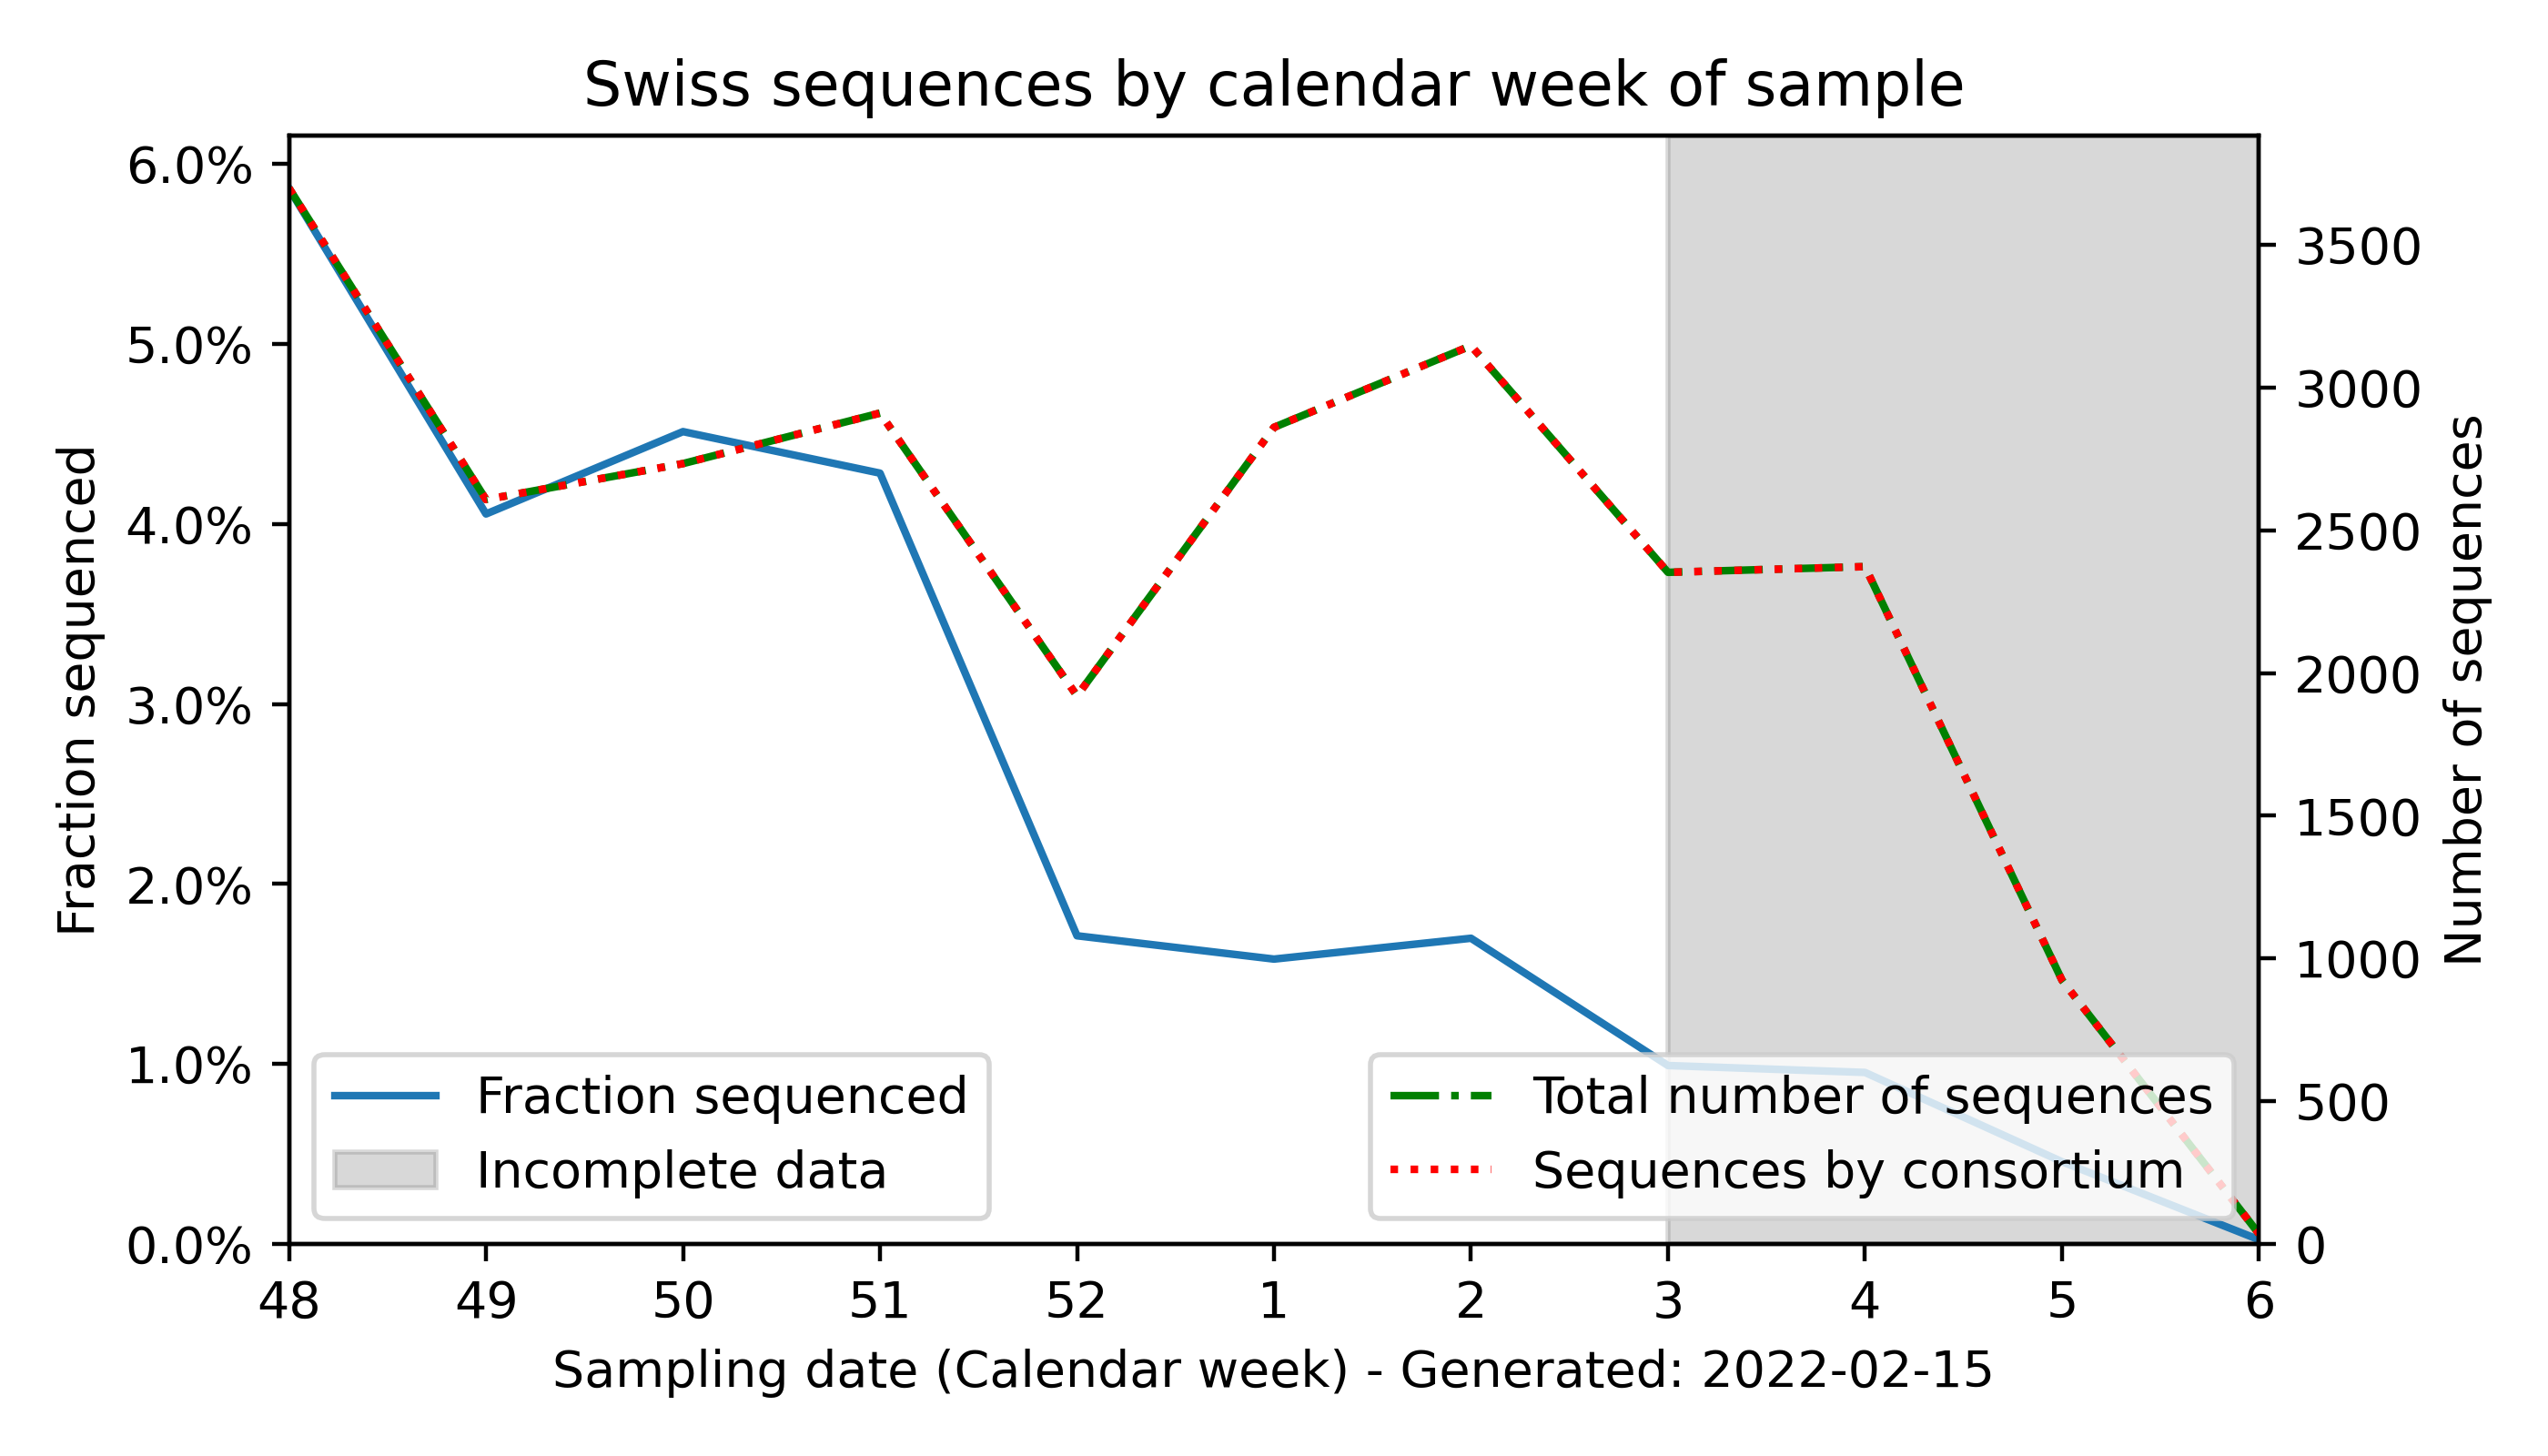 Swiss sequences by calendar week of sample
6.0%
5.0%
4.0%
3.0%
2.0%
1.0%
0.0%
Fraction sequenced
3500
3000
2500
2000
1500
1000
500
0
Number of sequences
Fraction sequenced
Incomplete data
Total number of sequences
Sequences by consortium
48 49 50 51 52 1 2 3 4 5 6
Sampling date (Calendar week) - Generated: 2022-02-15